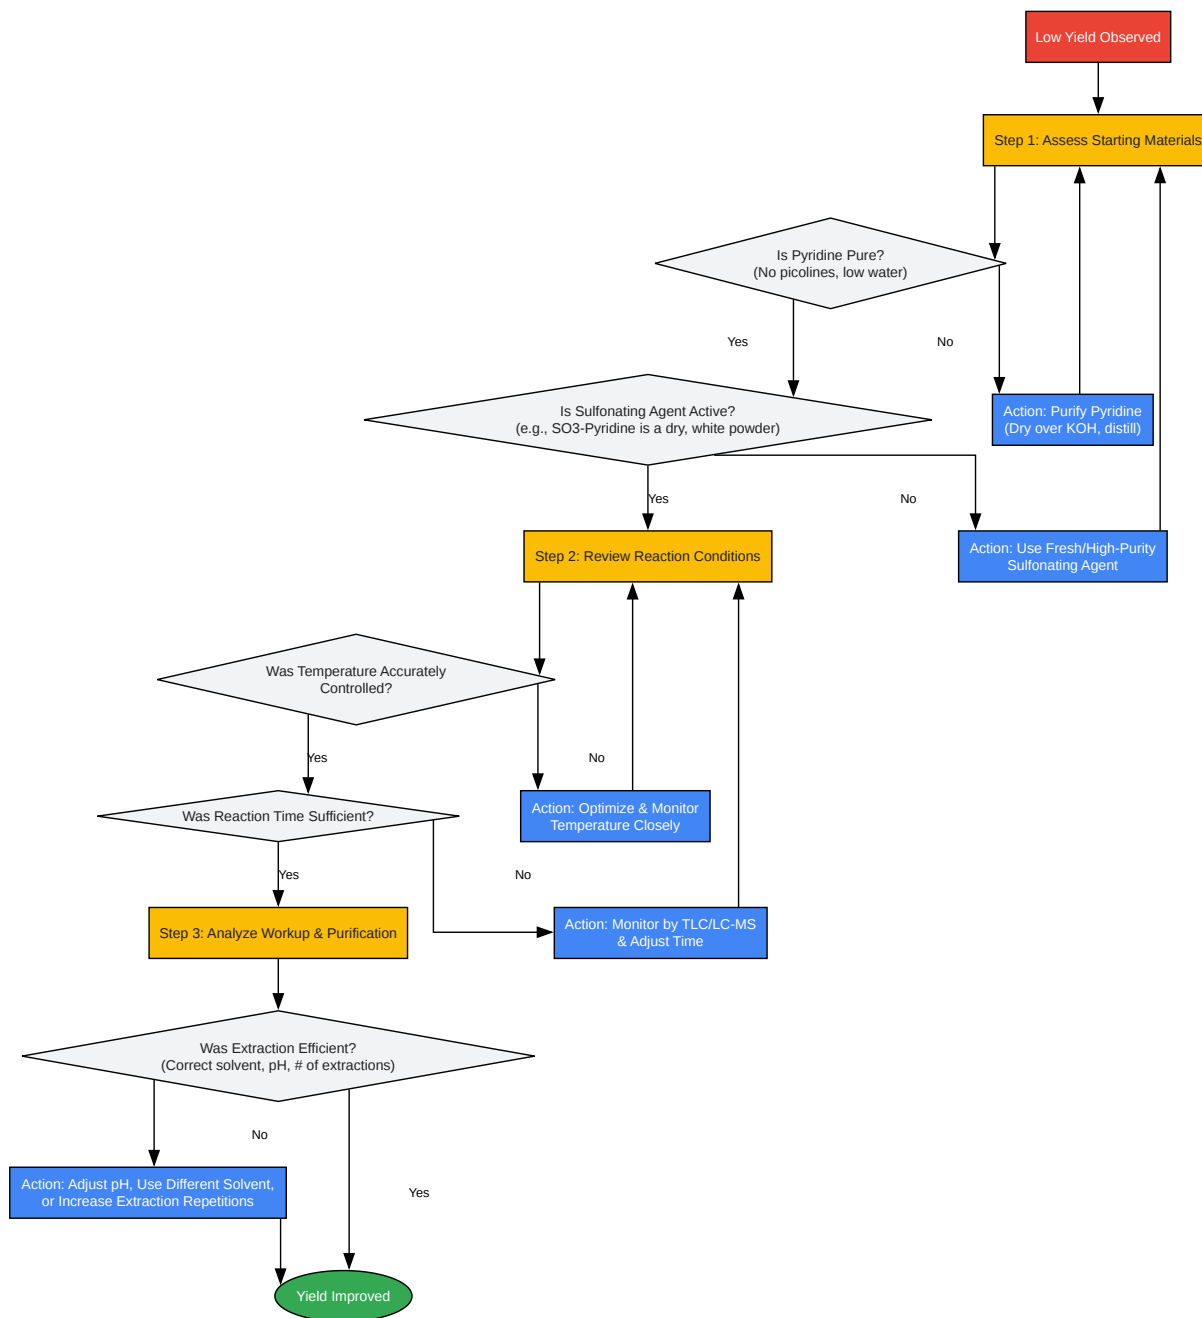 Low Yield Observed
Step 1: Assess Starting Materials
Is Pyridine Pure?
(No picolines, low water)
Yes
No
Action: Purify Pyridine
(Dry over KOH, distill)
Is Sulfonating Agent Active?
(e.g., SO3-Pyridine is a dry, white powder)
Yes
No
Action: Use Fresh/High-Purity
Sulfonating Agent
Step 2: Review Reaction Conditions
Was Temperature Accurately
Controlled?
Yes
No
Action: Optimize & Monitor
Temperature Closely
Was Reaction Time Sufficient?
Yes
No
Action: Monitor by TLC/LC-MS
& Adjust Time
Step 3: Analyze Workup & Purification
Was Extraction Efficient?
(Correct solvent, pH, # of extractions)
No
Yes
Action: Adjust pH, Use Different Solvent,
or Increase Extraction Repetitions
Yield Improved